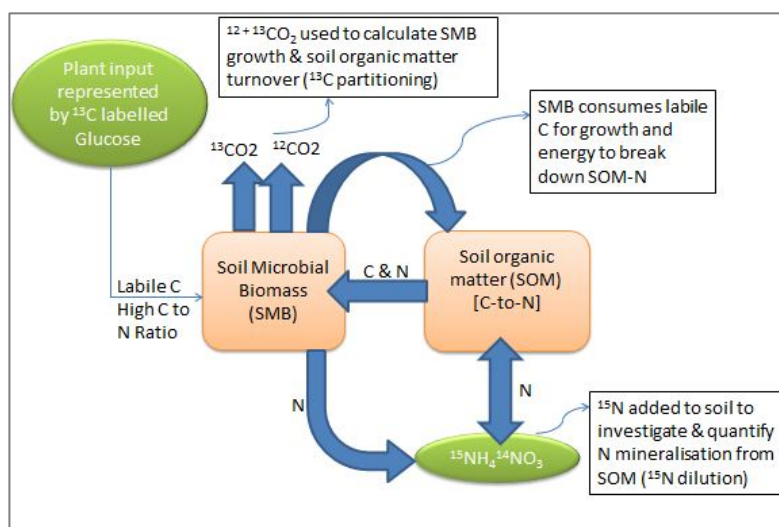 Plant input
represented
by ¹³C labelled
Glucose
¹² ⁺ ¹³CO₂ used to calculate SMB
growth & soil organic matter
turnover (¹³C partitioning)
¹³CO2
¹²CO2
SMB consumes labile
C for growth and
energy to break
down SOM-N
Labile C
High C to
N Ratio
Soil Microbial
Biomass
(SMB)
C & N
Soil organic
matter (SOM)
[C-to-N]
N
N
¹⁵NH₄¹⁴NO₃
¹⁵N added to soil to
investigate & quantify
N mineralisation from
SOM (¹⁵N dilution)